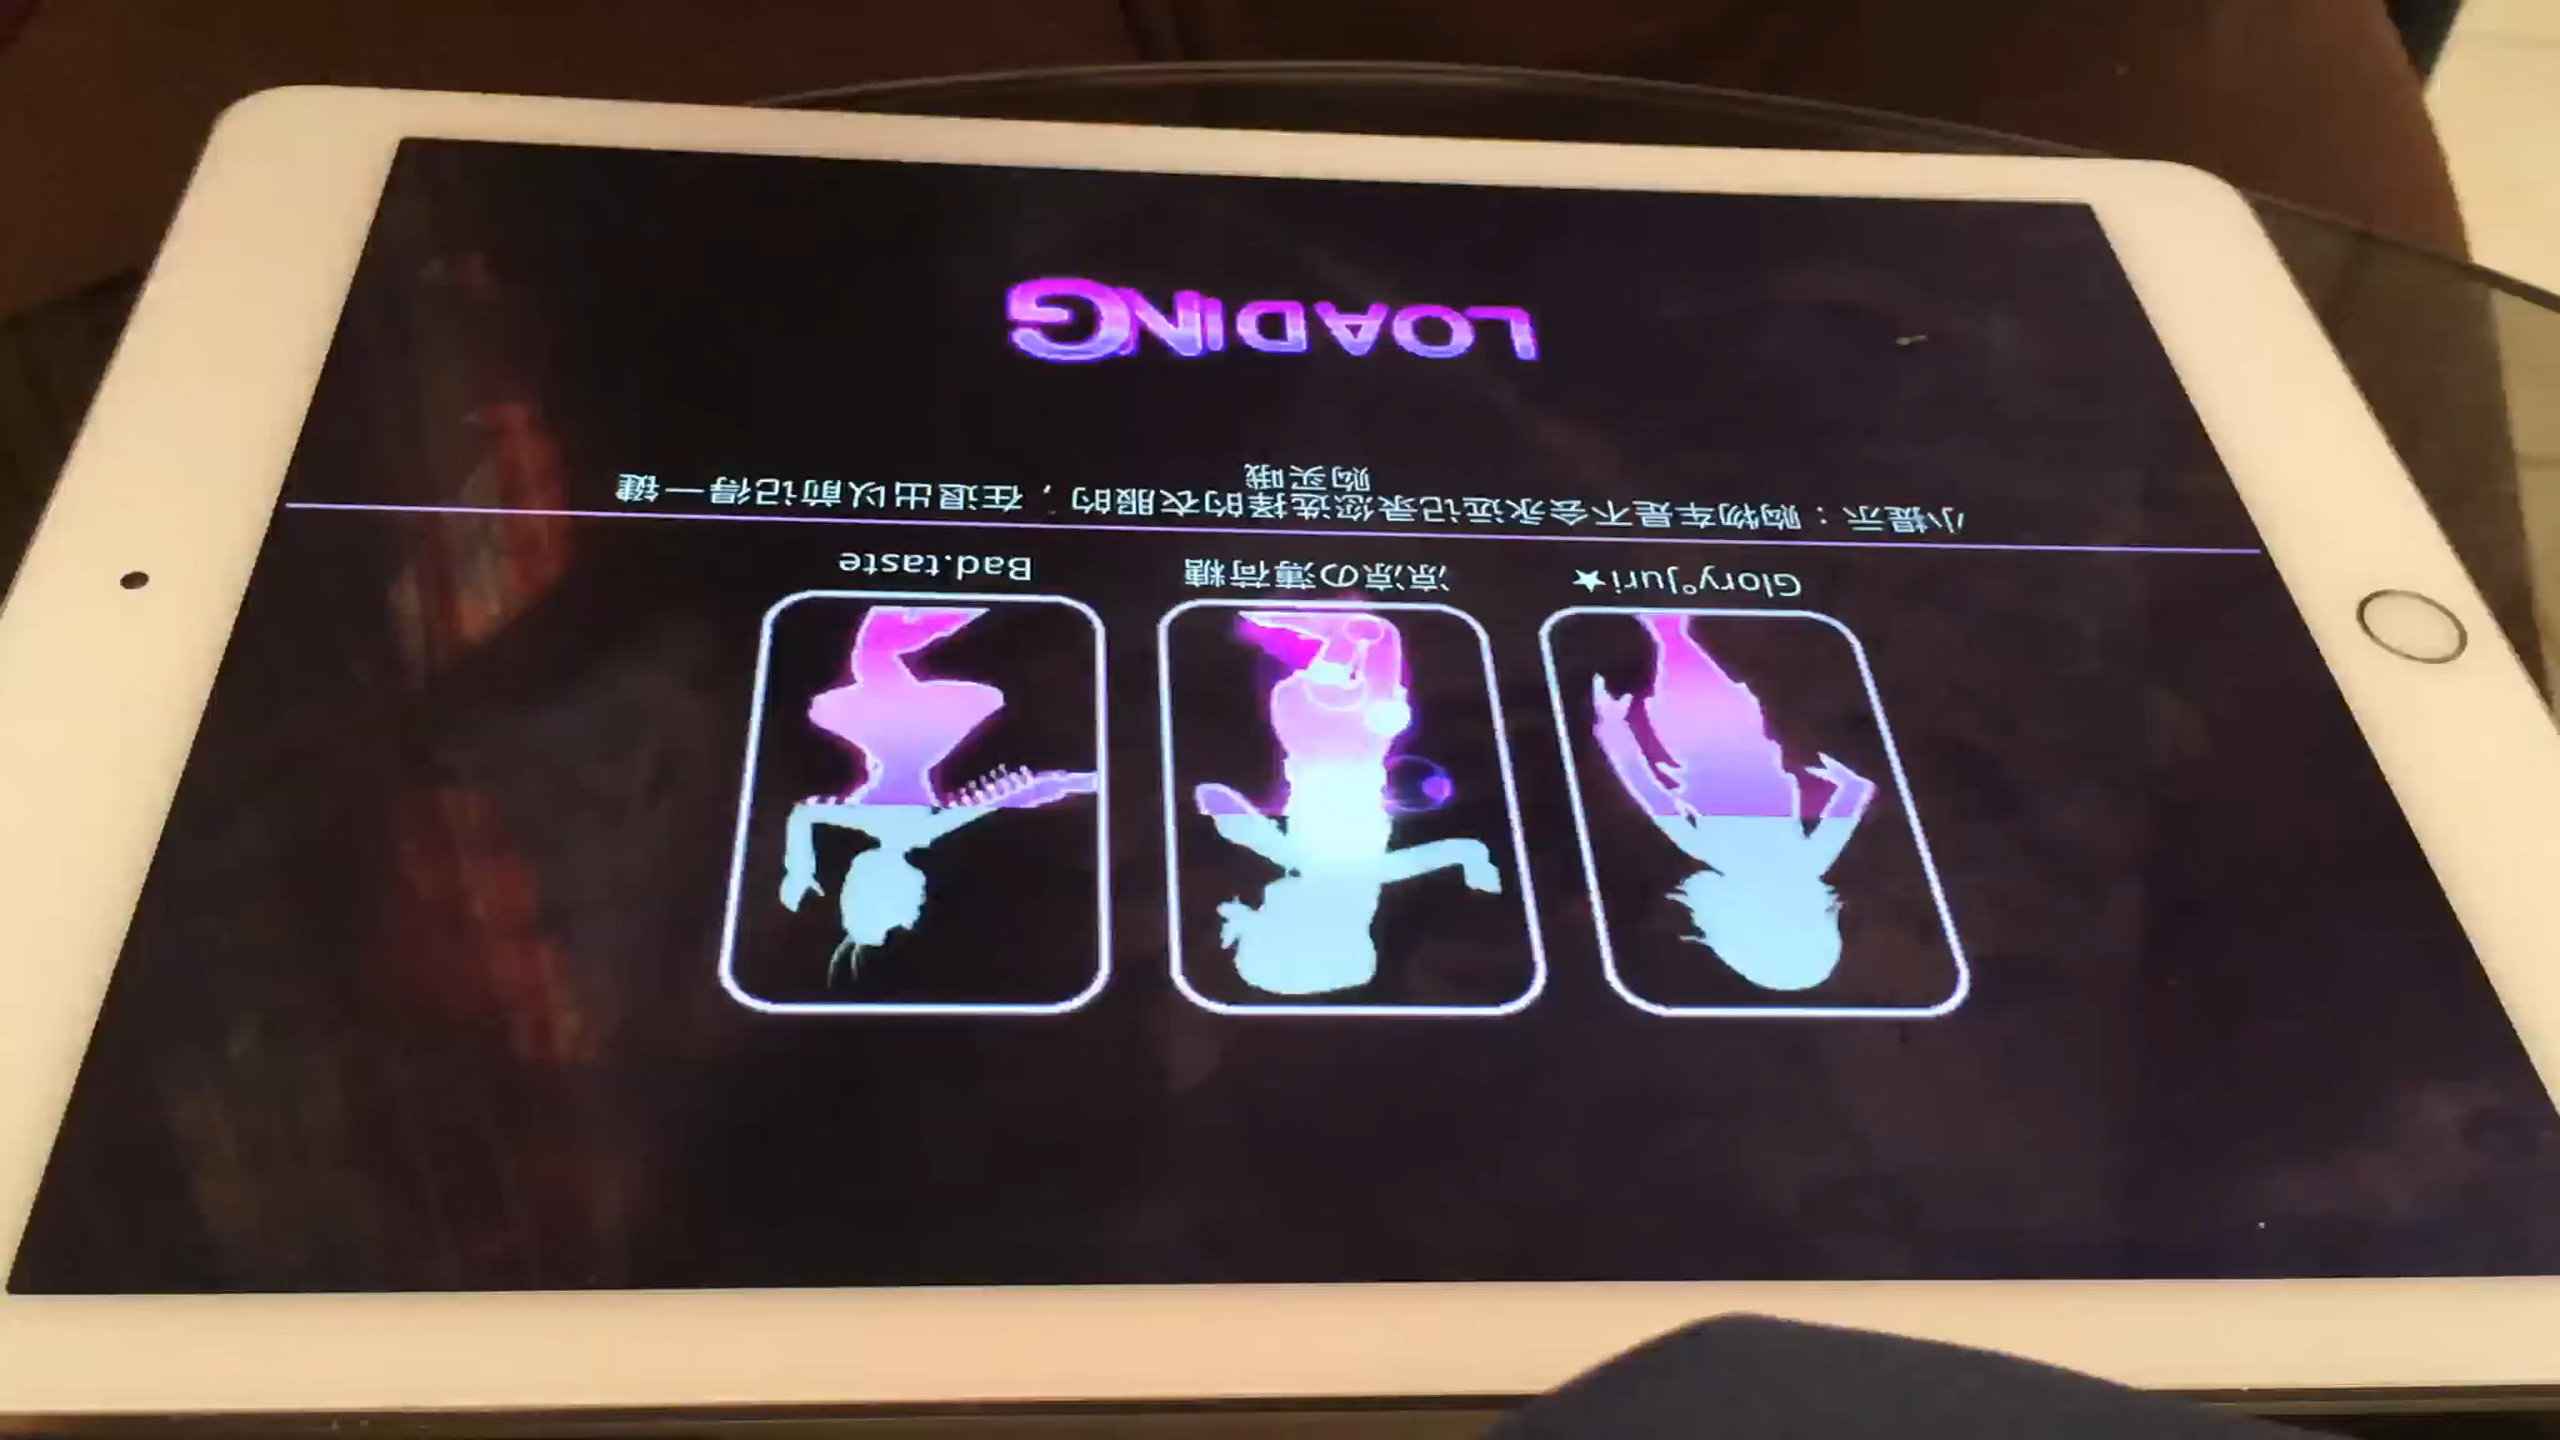 Glory°Juri★
凉凉の薄荷糖
Bad.taste
小提示：购物车是不会永远记录您选择的衣服的，在退出以前记得一键
购买哦
LOADING